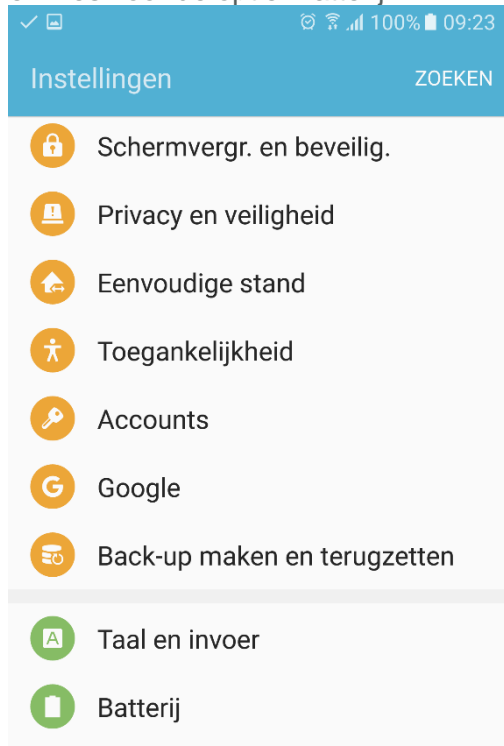 100% 09:23
Instellingen ZOEKEN
Schermvergr. en beveilig.
Privacy en veiligheid
Eenvoudige stand
Toegankelijkheid
Accounts
G Google
Back-up maken en terugzetten
A Taal en invoer
Batterij